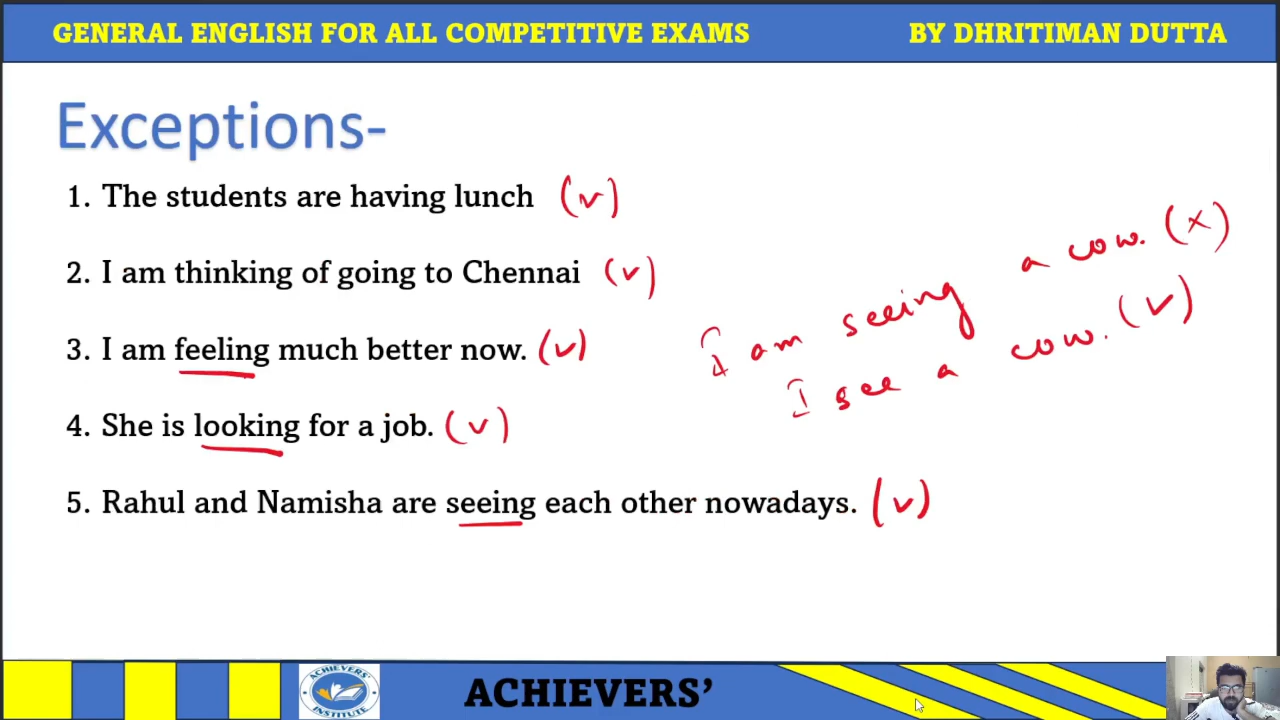 GENERAL ENGLISH FOR ALL COMPETITIVE EXAMS BY DHRITIMAN DUTTA
Exceptions-
1. The students are having lunch (v)
2. I am thinking of going to Chennai (v)
3. I am feeling much better now. (v)
4. She is looking for a job. (v)
5. Rahul and Namisha are seeing each other nowadays. (v)
I am seeing a cow. (x)
I see a cow. (v)
ACHIEVERS'
INSTITUTE
ACHIEVERS’